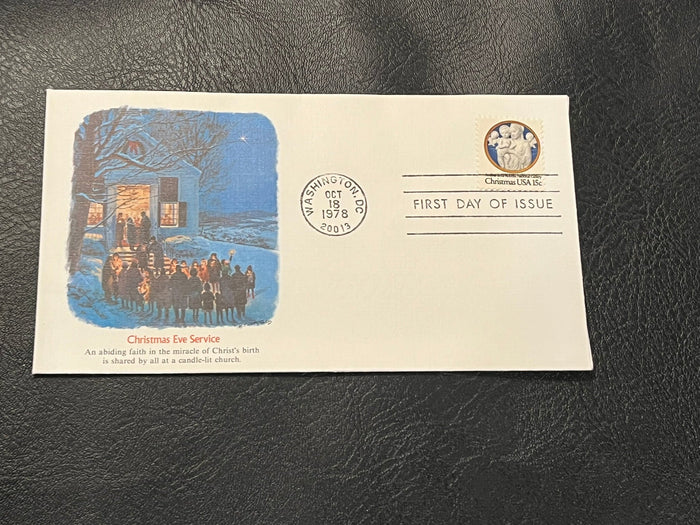 Christmas USA 15c
WASHINGTON, DC
OCT
18
1978
20013
FIRST DAY OF ISSUE
Christmas Eve Service
An abiding faith in the miracle of Christ's birth
is shared by all at a candle-lit church.